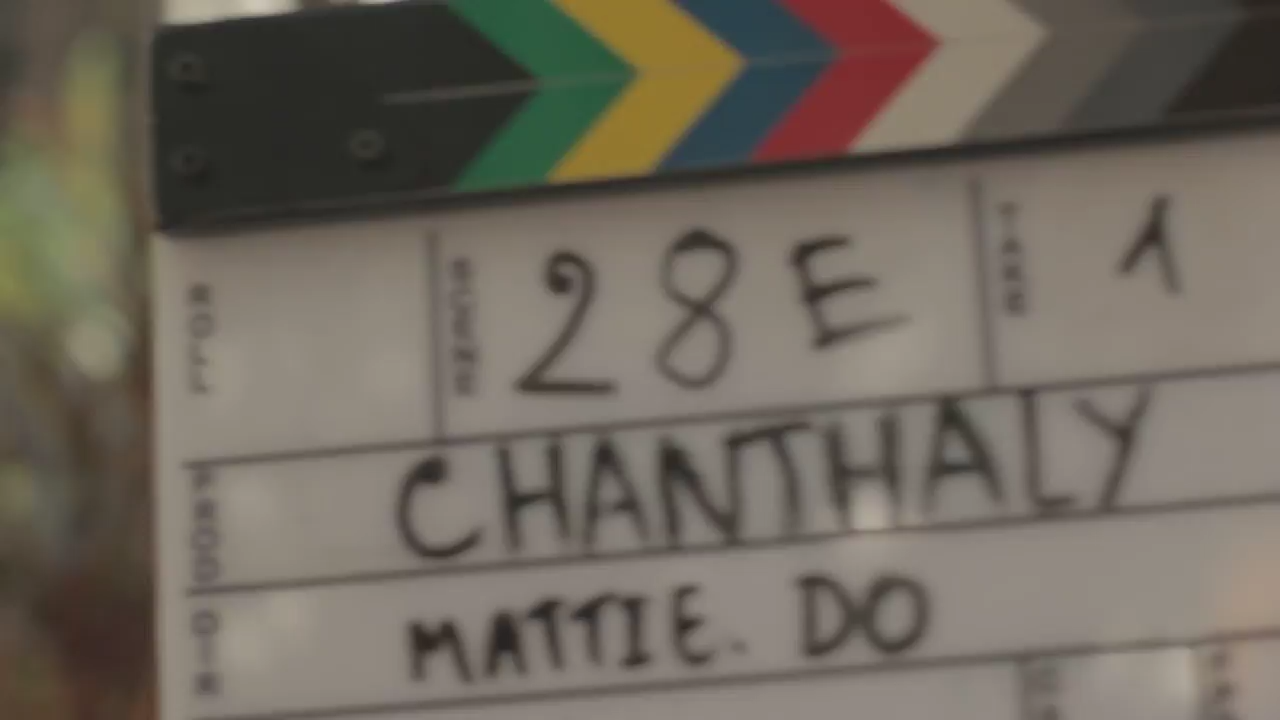 ROLL SCENE 28E TAKE 1
PROD CHANTHALY
DIR MATTIE. DO